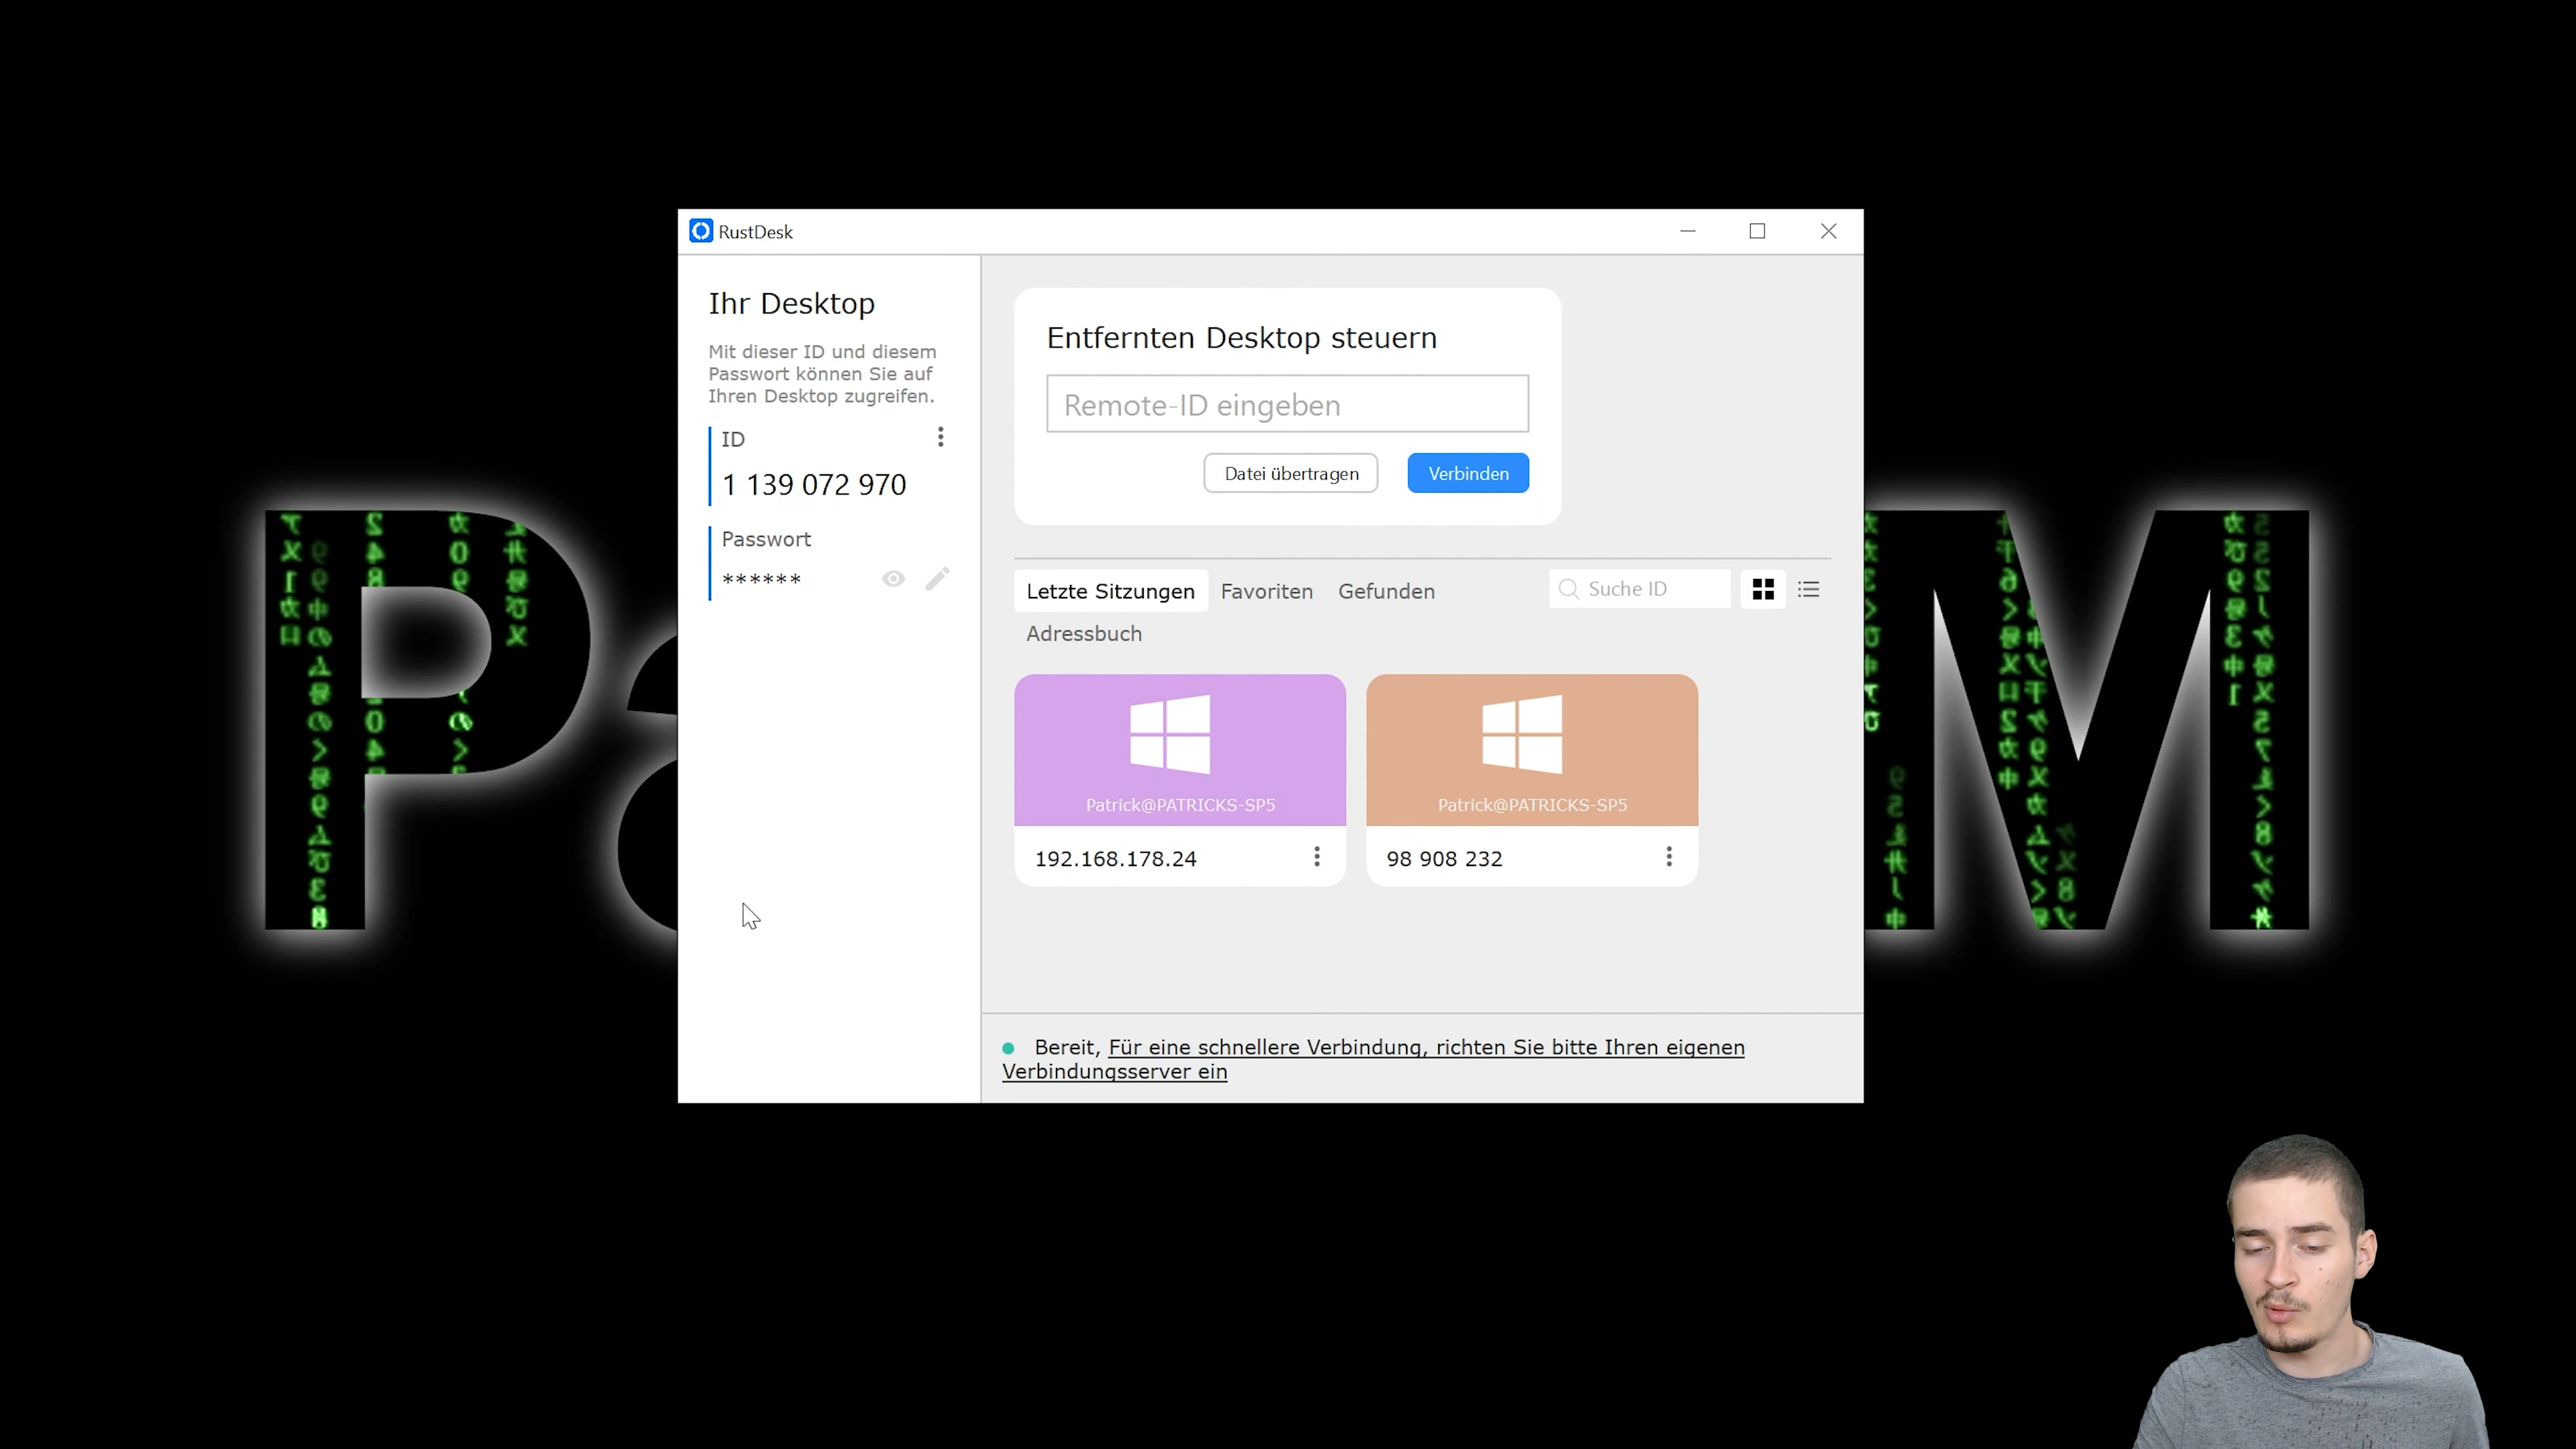 RustDesk
Ihr Desktop
Mit dieser ID und diesem
Passwort können Sie auf
Ihren Desktop zugreifen.
ID
1 139 072 970
Passwort
******
Entfernten Desktop steuern
Remote-ID eingeben
Datei übertragen
Verbinden
Letzte Sitzungen
Favoriten
Gefunden
Suche ID
Adressbuch
Patrick@PATRICKS-SP5
192.168.178.24
Patrick@PATRICKS-SP5
98 908 232
Bereit, Für eine schnellere Verbindung, richten Sie bitte Ihren eigenen
Verbindungsserver ein
Pa
M